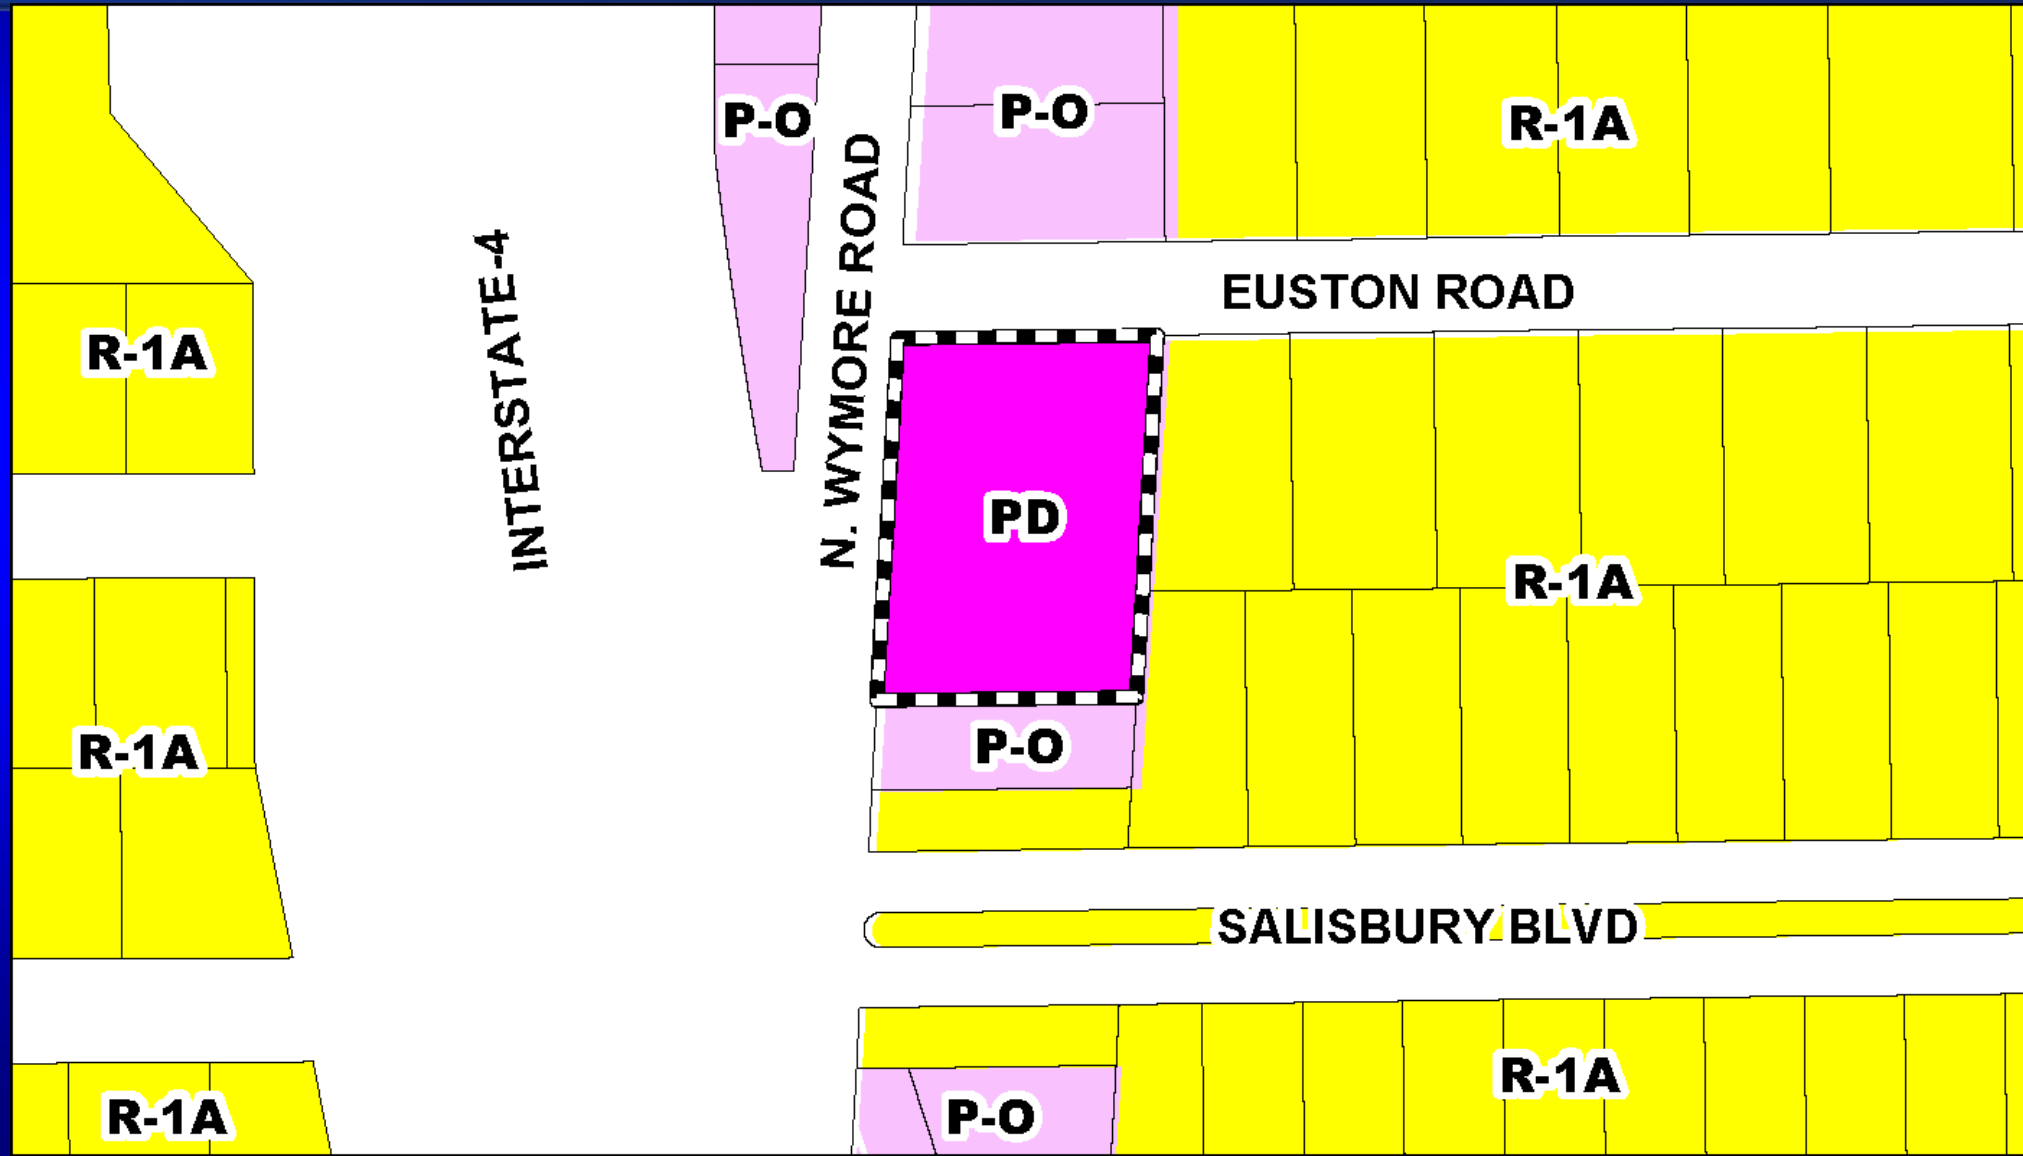 P-O
P-O
R-1A
INTERSTATE-4
N. WYMORE ROAD
EUSTON ROAD
R-1A
PD
R-1A
P-O
R-1A
SALISBURY BLVD
R-1A
P-O
R-1A